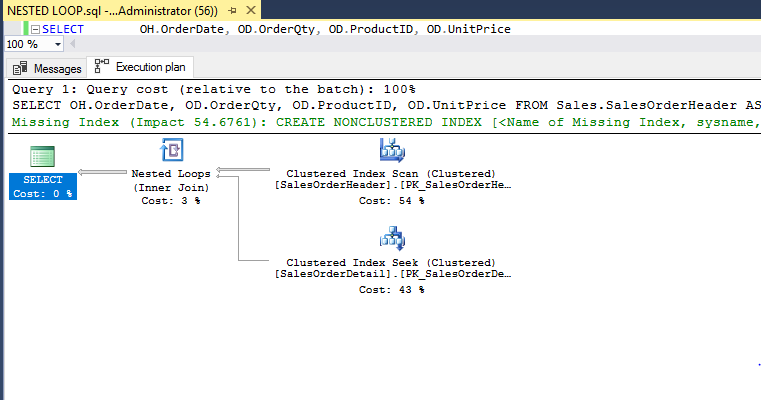 NESTED LOOP.sql -...Administrator (56))
SELECT OH.OrderDate, OD.OrderQty, OD.ProductID, OD.UnitPrice
100 %
Messages Execution plan
Query 1: Query cost (relative to the batch): 100%
SELECT OH.OrderDate, OD.OrderQty, OD.ProductID, OD.UnitPrice FROM Sales.SalesOrderHeader AS
Missing Index (Impact 54.6761): CREATE NONCLUSTERED INDEX [<Name of Missing Index, sysname,
SELECT
Cost: 0 %
Nested Loops
(Inner Join)
Cost: 3 %
Clustered Index Scan (Clustered)
[SalesOrderHeader].[PK_SalesOrderHe…
Cost: 54 %
Clustered Index Seek (Clustered)
[SalesOrderDetail].[PK_SalesOrderDe…
Cost: 43 %